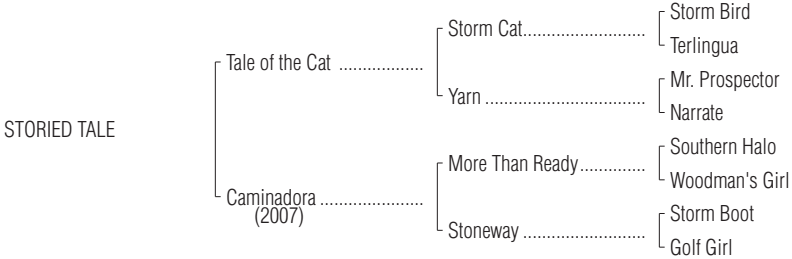 Storm Bird
Storm Cat..........................
Terlingua
Tale of the Cat ..................
Mr. Prospector
Yarn ..................................
Narrate
STORIED TALE
Southern Halo
More Than Ready..............
Woodman's Girl
Caminadora ......................
(2007)
Storm Boot
Stoneway ..........................
Golf Girl